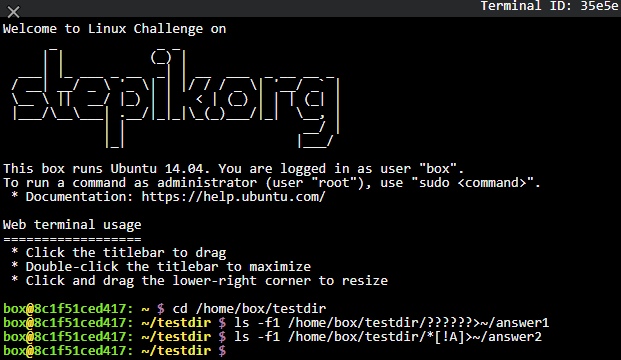 Terminal ID: 35e5e
Welcome to Linux Challenge on
stepikorg
This box runs Ubuntu 14.04. You are logged in as user "box".
To run a command as administrator (user "root"), use "sudo <command>".
* Documentation: https://help.ubuntu.com/
Web terminal usage
==================
* Click the titlebar to drag
* Double-click the titlebar to maximize
* Click and drag the lower-right corner to resize
box@8c1f51ced417: ~ $ cd /home/box/testdir
box@8c1f51ced417: ~/testdir $ ls -f1 /home/box/testdir/??????>~/answer1
box@8c1f51ced417: ~/testdir $ ls -f1 /home/box/testdir/*[!A]>~/answer2
box@8c1f51ced417: ~/testdir $